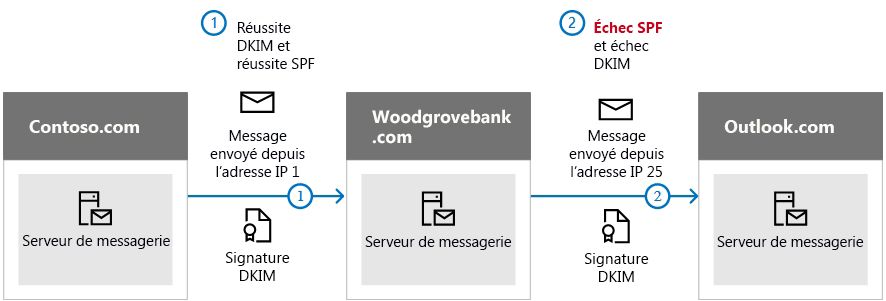 1
Réussite
DKIM et
réussite SPF
2
Échec SPF
et échec
DKIM
Contoso.com
Message
envoyé depuis
l'adresse IP 1
Woodgrovebank
.com
Message
envoyé depuis
l'adresse IP 25
Outlook.com
Serveur de messagerie
1
Signature
DKIM
Serveur de messagerie
2
Signature
DKIM
Serveur de messagerie